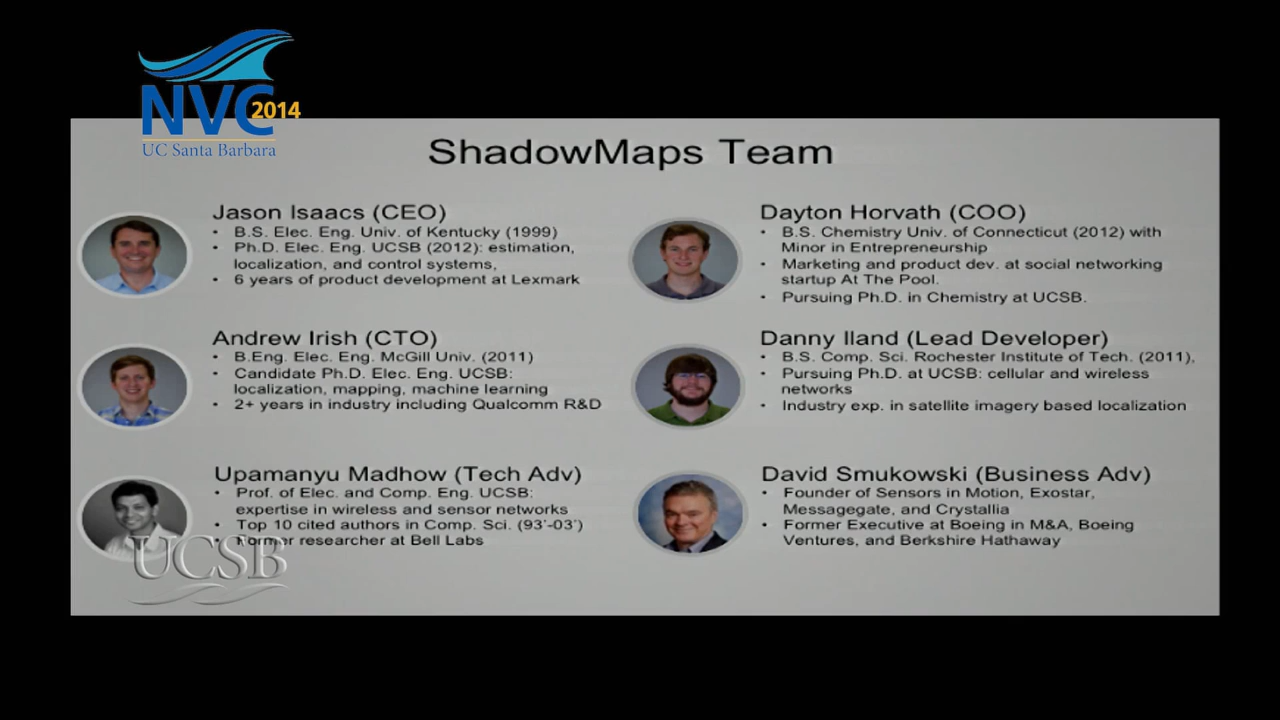 NVC 2014
UC Santa Barbara
ShadowMaps Team
Jason Isaacs (CEO)
• B.S. Elec. Eng. Univ. of Kentucky (1999)
• Ph.D. Elec. Eng. UCSB (2012): estimation,
localization, and control systems,
• 6 years of product development at Lexmark
Dayton Horvath (COO)
• B.S. Chemistry Univ. of Connecticut (2012) with
Minor in Entrepreneurship
• Marketing and product dev. at social networking
startup At The Pool.
• Pursuing Ph.D. in Chemistry at UCSB.
Andrew Irish (CTO)
• B.Eng. Elec. Eng. McGill Univ. (2011)
• Candidate Ph.D. Elec. Eng. UCSB:
localization, mapping, machine learning
• 2+ years in industry including Qualcomm R&D
Danny Iland (Lead Developer)
• B.S. Comp. Sci. Rochester Institute of Tech. (2011),
• Pursuing Ph.D. at UCSB: cellular and wireless
networks
• Industry exp. in satellite imagery based localization
Upamanyu Madhow (Tech Adv)
• Prof. of Elec. and Comp. Eng. UCSB:
expertise in wireless and sensor networks
• Top 10 cited authors in Comp. Sci. (93'-03')
• Former researcher at Bell Labs
David Smukowski (Business Adv)
• Founder of Sensors in Motion, Exostar,
Messagegate, and Crystallia
• Former Executive at Boeing in M&A, Boeing
Ventures, and Berkshire Hathaway
UCSB